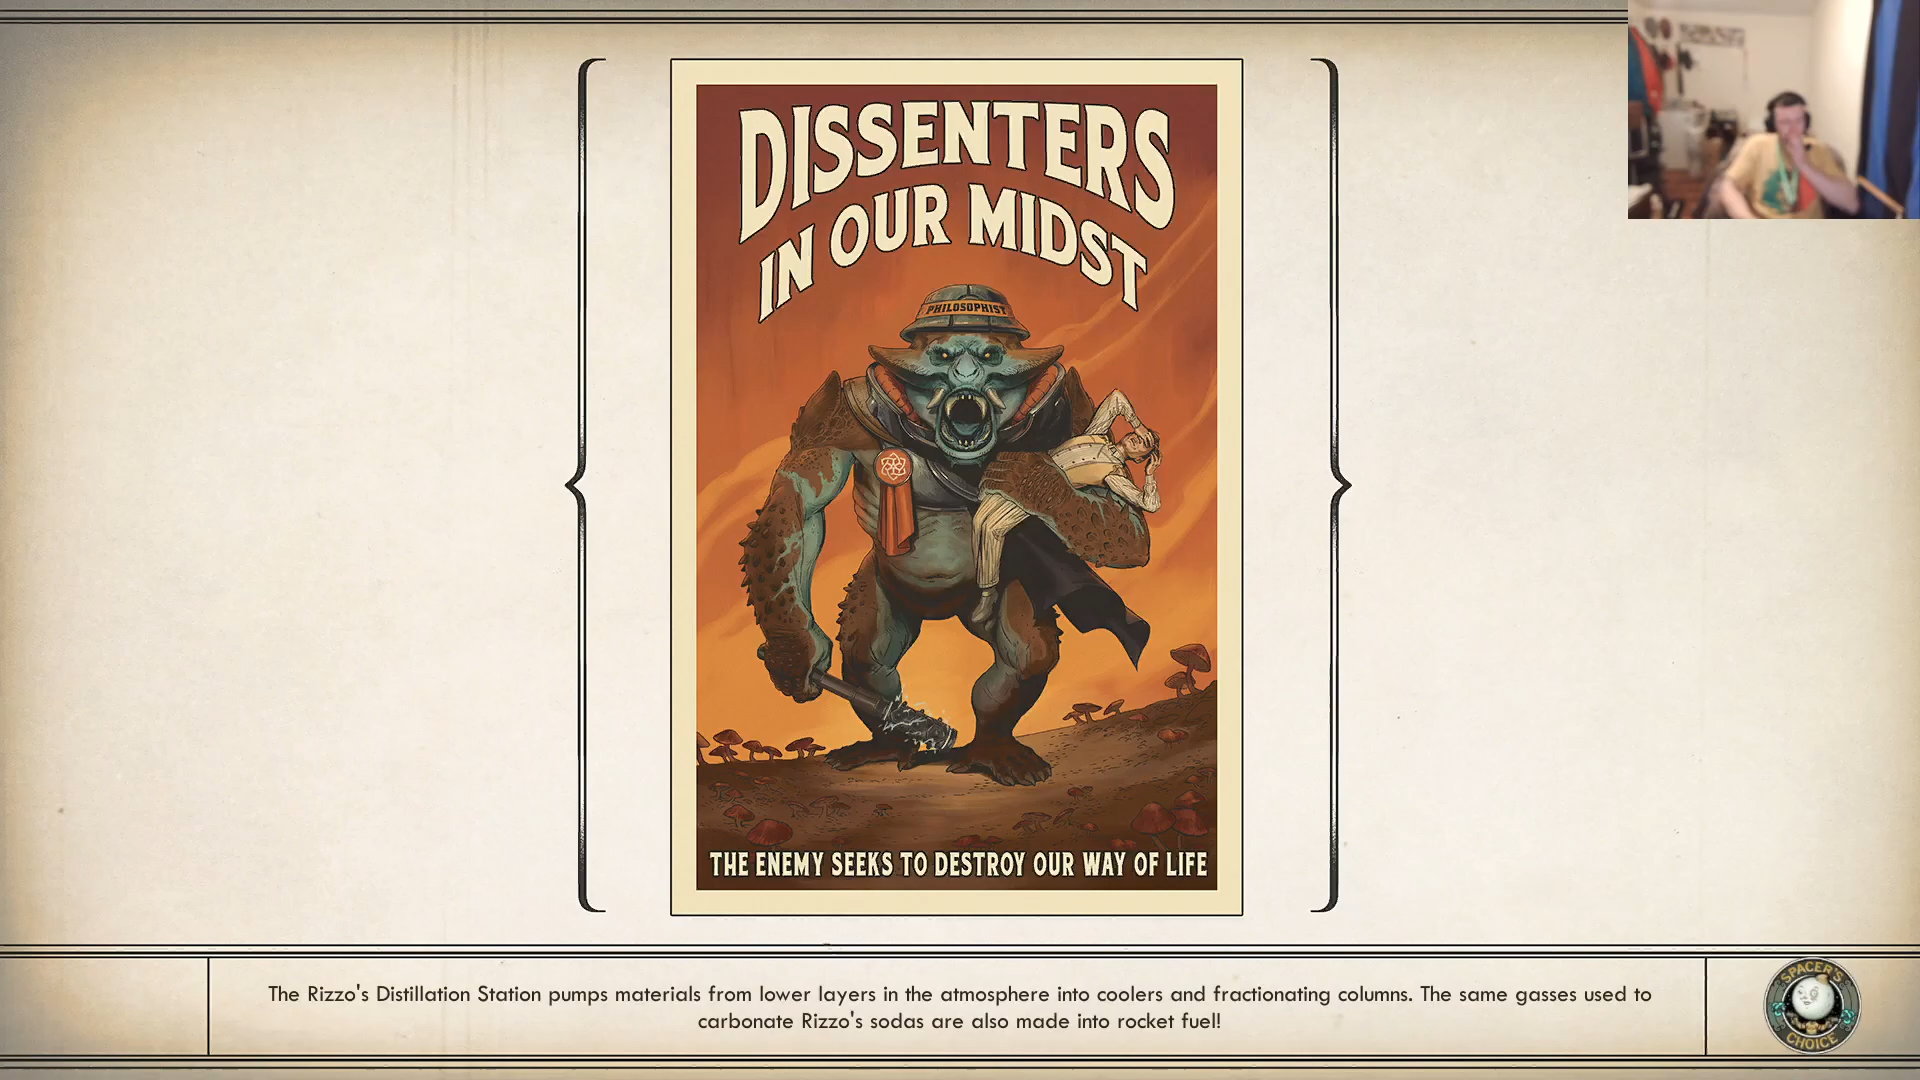 DISSENTERS
IN OUR MIDST
PHILOSOPHIST
THE ENEMY SEEKS TO DESTROY OUR WAY OF LIFE
The Rizzo's Distillation Station pumps materials from lower layers in the atmosphere into coolers and fractionating columns. The same gasses used to
carbonate Rizzo's sodas are also made into rocket fuel!
SPACER'S
CHOICE